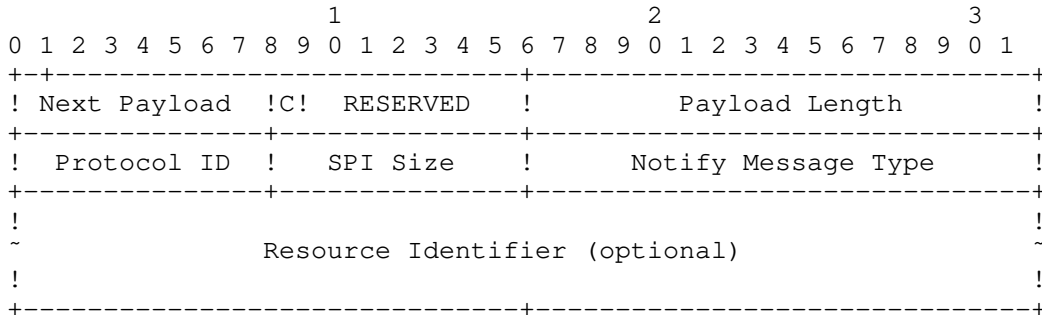 1                   2                   3
 0 1 2 3 4 5 6 7 8 9 0 1 2 3 4 5 6 7 8 9 0 1 2 3 4 5 6 7 8 9 0 1
+-+-----------------------------+-------------------------------+
! Next Payload  !C!  RESERVED   !         Payload Length        !
+---------------+---------------+-------------------------------+
!  Protocol ID  !   SPI Size    !      Notify Message Type      !
+---------------+---------------+-------------------------------+
!                                                               !
~               Resource Identifier (optional)                  ~
!                                                               !
+-------------------------------+-------------------------------+